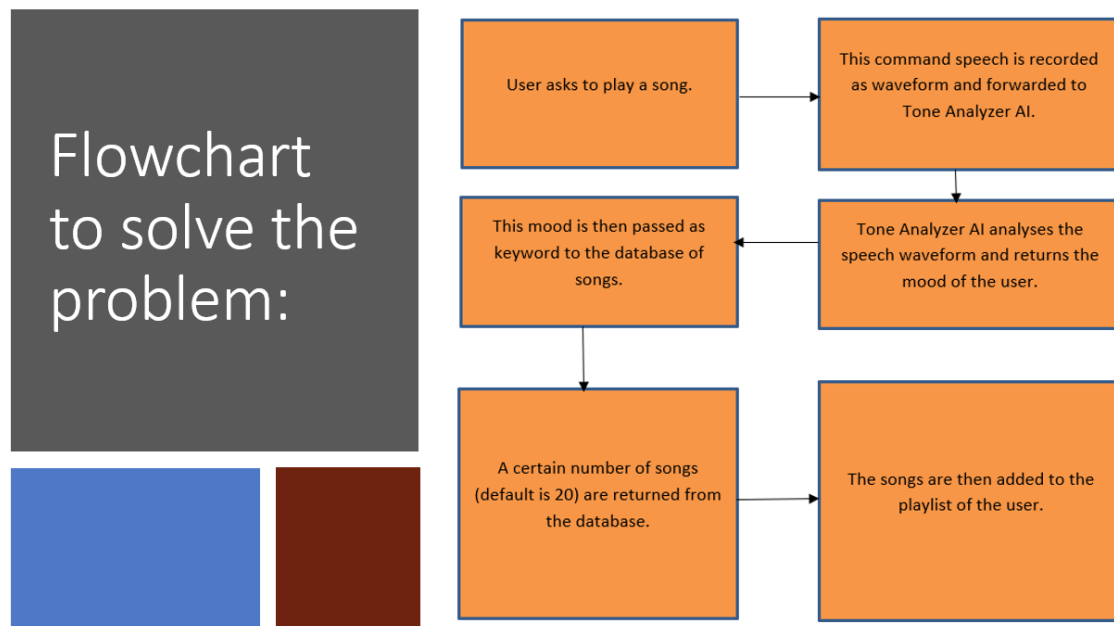 Flowchart
to solve the
problem:
User asks to play a song.
This command speech is recorded
as waveform and forwarded to
Tone Analyzer AI.
Tone Analyzer AI analyses the
speech waveform and returns the
mood of the user.
This mood is then passed as
keyword to the database of
songs.
A certain number of songs
(default is 20) are returned from
the database.
The songs are then added to the
playlist of the user.